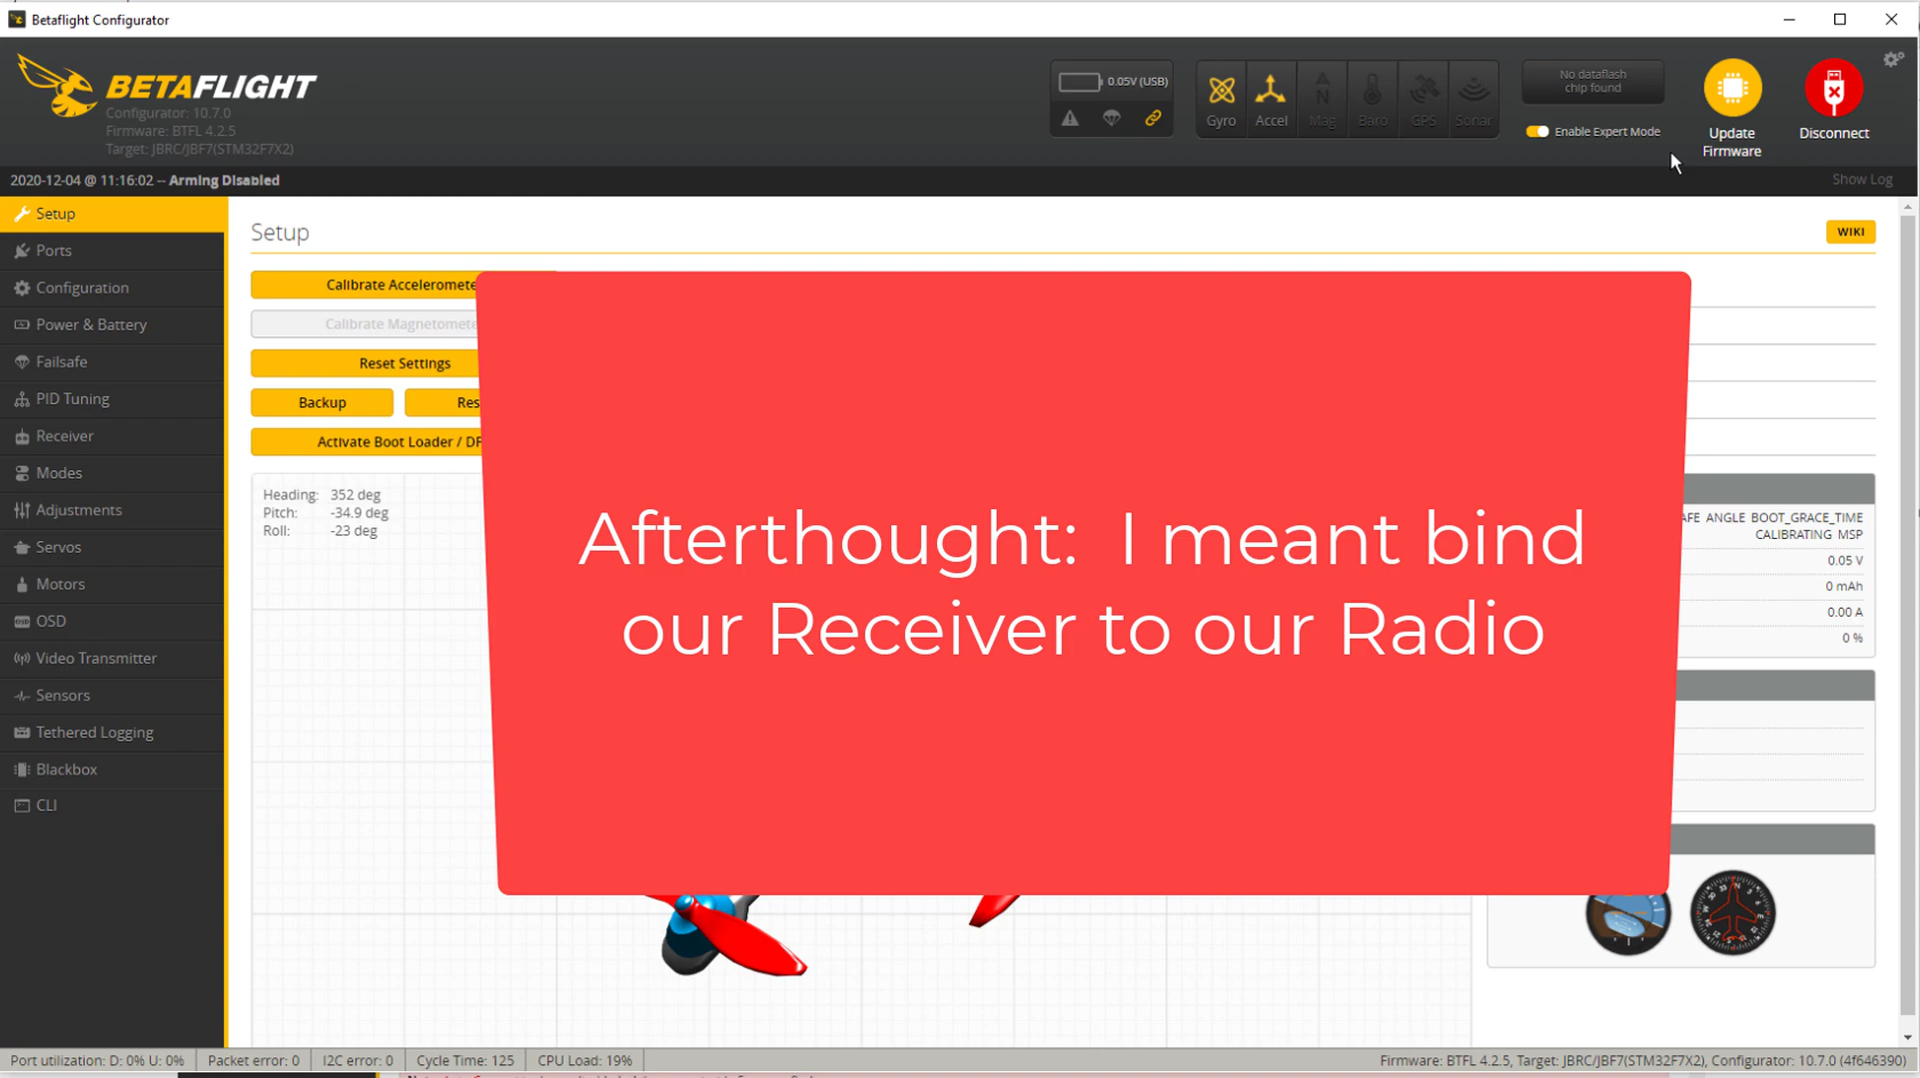 Betaflight Configurator
BETAFLIGHT
Configurator: 10.7.0
Firmware: BTFL 4.2.5
Target: JBRC/JBF7(STM32F7X2)
0.05V (USB)
Gyro
Accel
Mag
Baro
GPS
Sonar
No dataflash
chip found
Enable Expert Mode
Update
Firmware
Disconnect
2020-12-04 @ 11:16:02 -- Arming Disabled
Show Log
Setup
Ports
Configuration
Power & Battery
Failsafe
PID Tuning
Receiver
Modes
Adjustments
Servos
Motors
OSD
Video Transmitter
Sensors
Tethered Logging
Blackbox
CLI
Setup
WIKI
Calibrate Acceleromete
Calibrate Magnetomete
Reset Settings
Backup
Res
Activate Boot Loader / DF
Heading: 352 deg
Pitch: -34.9 deg
Roll: -23 deg
Afterthought: I meant bind
our Receiver to our Radio
AFE ANGLE BOOT_GRACE_TIME
CALIBRATING MSP
0.05 V
0 mAh
0.00 A
0 %
Port utilization: D: 0% U: 0%
Packet error: 0
I2C error: 0
Cycle Time: 125
CPU Load: 19%
Firmware: BTFL 4.2.5, Target: JBRC/JBF7(STM32F7X2), Configurator: 10.7.0 (4f646390)